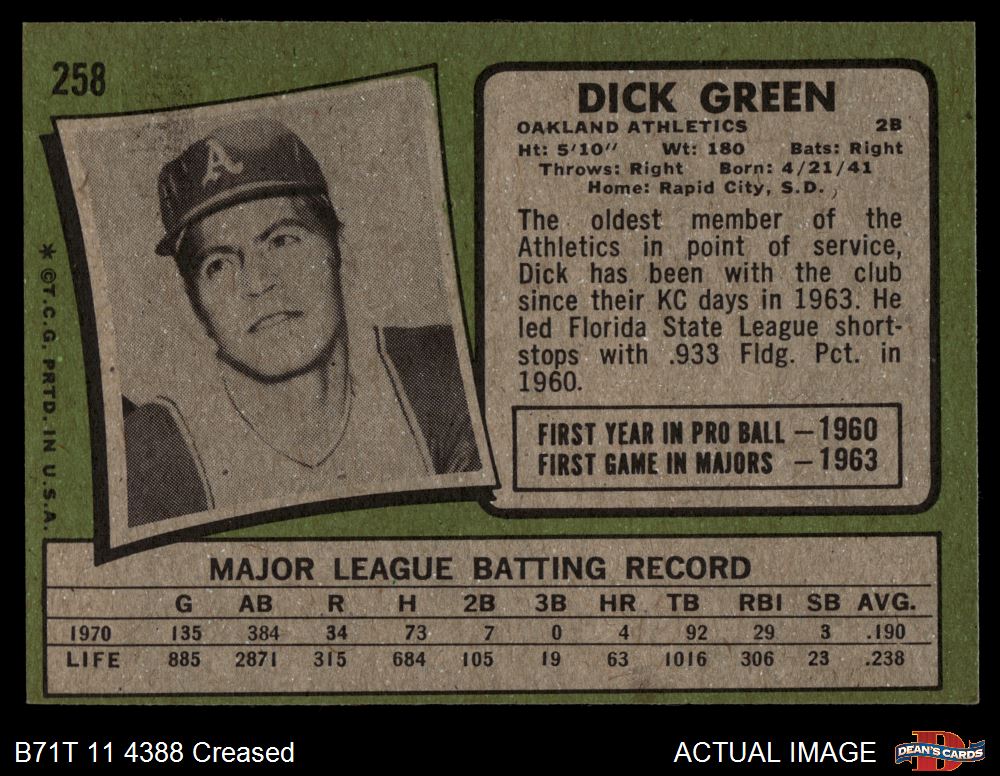 258
A
* ©T.C.G. PRTD. IN U.S.A.
DICK GREEN
OAKLAND ATHLETICS 2B
Ht: 5'10" Wt: 180 Bats: Right
Throws: Right Born: 4/21/41
Home: Rapid City, S.D.
The oldest member of the
Athletics in point of service,
Dick has been with the club
since their KC days in 1963. He
led Florida State League short-
stops with .933 Fldg. Pct. in
1960.
FIRST YEAR IN PRO BALL — 1960
FIRST GAME IN MAJORS — 1963
MAJOR LEAGUE BATTING RECORD
G AB R H 2B 3B HR TB RBI SB AVG.
1970 135 384 34 73 7 0 4 92 29 3 .190
LIFE 885 2871 315 684 105 19 63 1016 306 23 .238
B71T 11 4388 Creased
ACTUAL IMAGE
D
DEAN'S CARDS